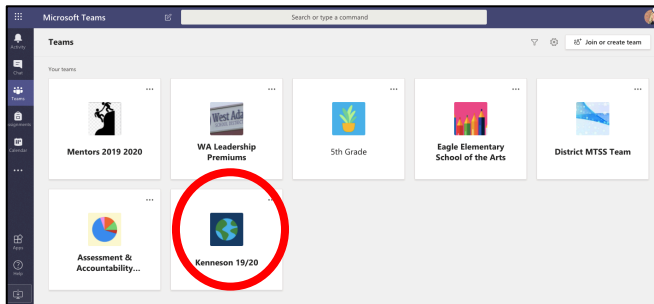 Microsoft Teams
Search or type a command
Activity
Teams
Join or create team
Chat
Your teams
Teams
Assignments
Calendar
West Ada
Mentors 2019 2020
WA Leadership
Premiums
5th Grade
Eagle Elementary
School of the Arts
District MTSS Team
Apps
Help
Assessment &
Accountability...
Kenneson 19/20